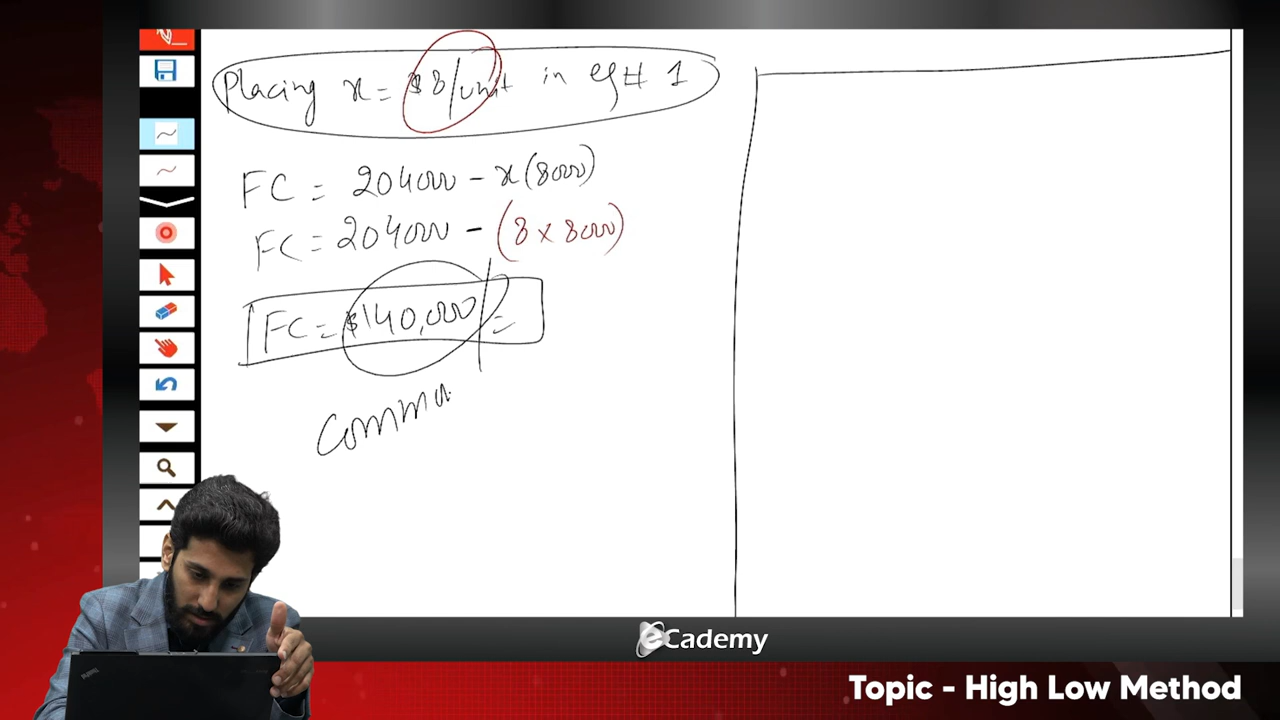 Placing x = $8/unit in eq# 1
FC = 204000 - x(8000)
FC = 204000 - (8 x 8000)
FC = $140,000 =
Comma
eCademy
Topic - High Low Method